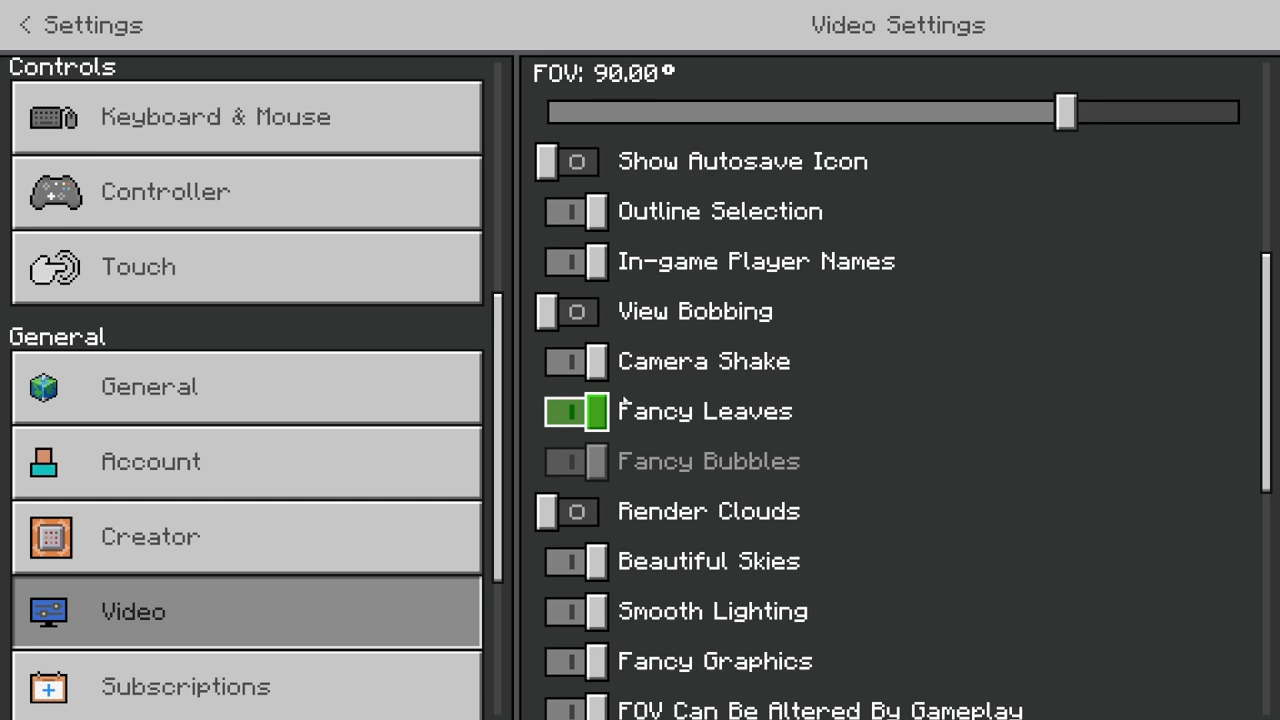 Settings
Video Settings
Controls
Keyboard & Mouse
Controller
Touch
General
General
Account
Creator
Video
Subscriptions
FOV: 90.00°
Show Autosave Icon
Outline Selection
In-game Player Names
View Bobbing
Camera Shake
Fancy Leaves
Fancy Bubbles
Render Clouds
Beautiful Skies
Smooth Lighting
Fancy Graphics
FOV Can Be Altered By Gameplay